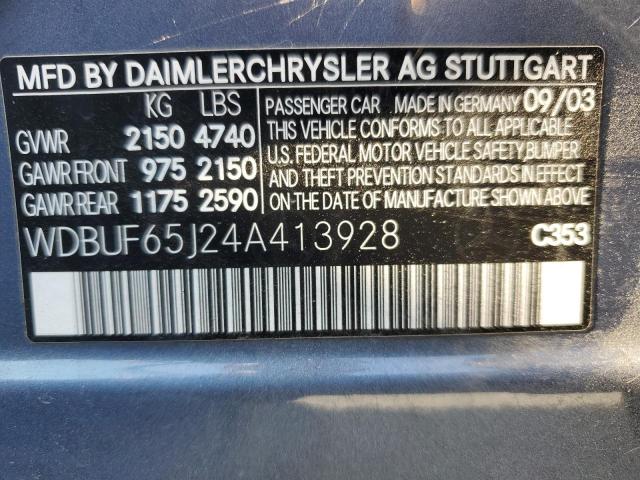 MFD BY DAIMLERCHRYSLER AG STUTTGART
KG LBS
GVWR 2150 4740
GAWR FRONT 975 2150
GAWR REAR 1175 2590
PASSENGER CAR MADE IN GERMANY 09/03
THIS VEHICLE CONFORMS TO ALL APPLICABLE
U.S. FEDERAL MOTOR VEHICLE SAFETY, BUMPER
AND THEFT PREVENTION STANDARDS IN EFFECT
ON THE DATE OF MANUFACTURE SHOWN ABOVE
WDBUF65J24A413928 C353